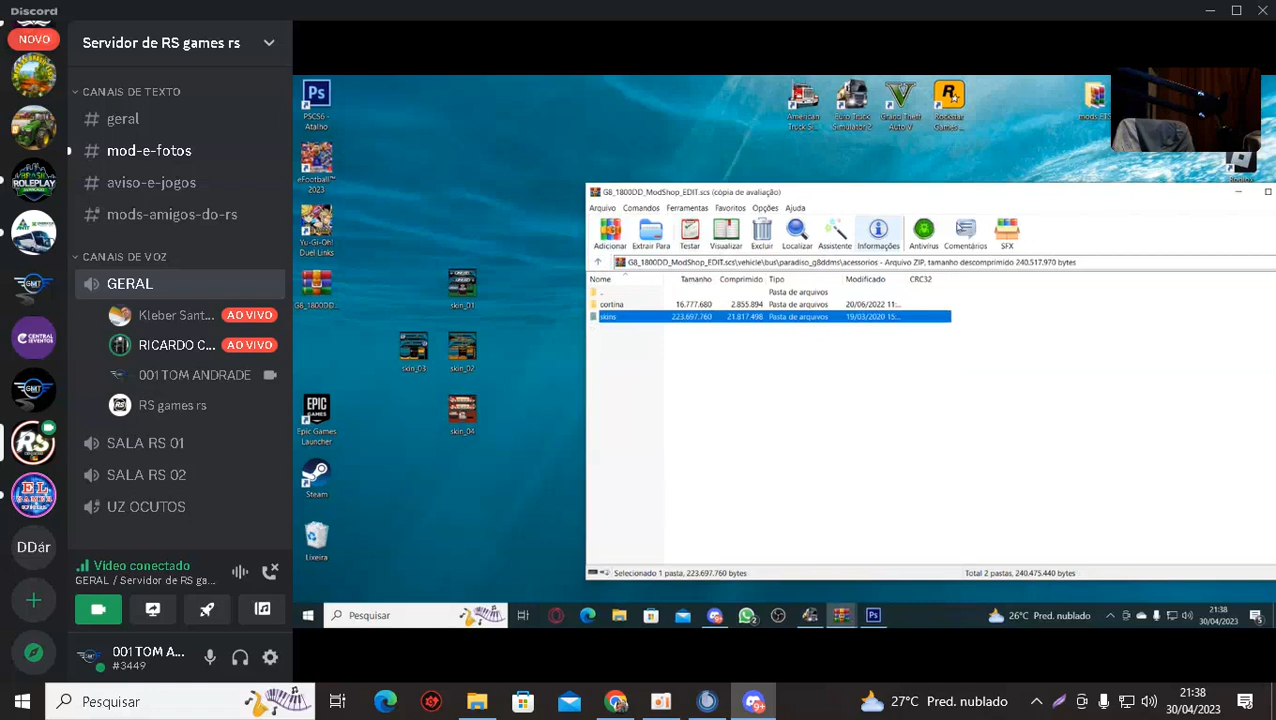 Discord
NOVO
Servidor de RS games rs
CANAIS DE TEXTO
# geral
# mod-e-fotos
# aviso-e-jogos
# mods-amigos-do-rs
CANAIS DE VOZ
GERAL
Kleber Sant... AO VIVO
RICARDO C... AO VIVO
001 TOM ANDRADE
RS games rs
SALA RS 01
SALA RS 02
US LOCUTOS
DDár
Vídeo conectado
GERAL / Servidor de RS ga...
001 TOM A...
#3449
PSCS6 - Atalho
eFootball™ 2023
Yu-Gi-Oh! Duel Links
G8_1800DD...
Epic Games Launcher
Steam
Lixeira
skin_01
skin_03
skin_02
skin_04
American Truck S...
Euro Truck Simulator 2
Grand Theft Auto V
Rockstar Games ...
mods ETS
Roblox
G8_1800DD_ModShop_EDIT.scs (cópia de avaliação)
Arquivo Comandos Ferramentas Favoritos Opções Ajuda
Adicionar Extrair Para Testar Visualizar Excluir Localizar Assistente Informações Antivírus Comentários SFX
G8_1800DD_ModShop_EDIT.scs\vehicle\bus\paradiso_g8ddms\acessorios - Arquivo ZIP, tamanho descomprimido 240.517.970 bytes
Nome Tamanho Comprimido Tipo Modificado CRC32
.. Pasta de arquivos
cortina 16.777.680 2.855.894 Pasta de arquivos 20/06/2022 11:...
skins 223.697.760 21.817.498 Pasta de arquivos 19/03/2020 15:...
Selecionado 1 pasta, 223.697.760 bytes
Total 2 pastas, 240.475.440 bytes
Pesquisar
26°C Pred. nublado
21:38
30/04/2023
Pesquisar
27°C Pred. nublado
21:38
30/04/2023